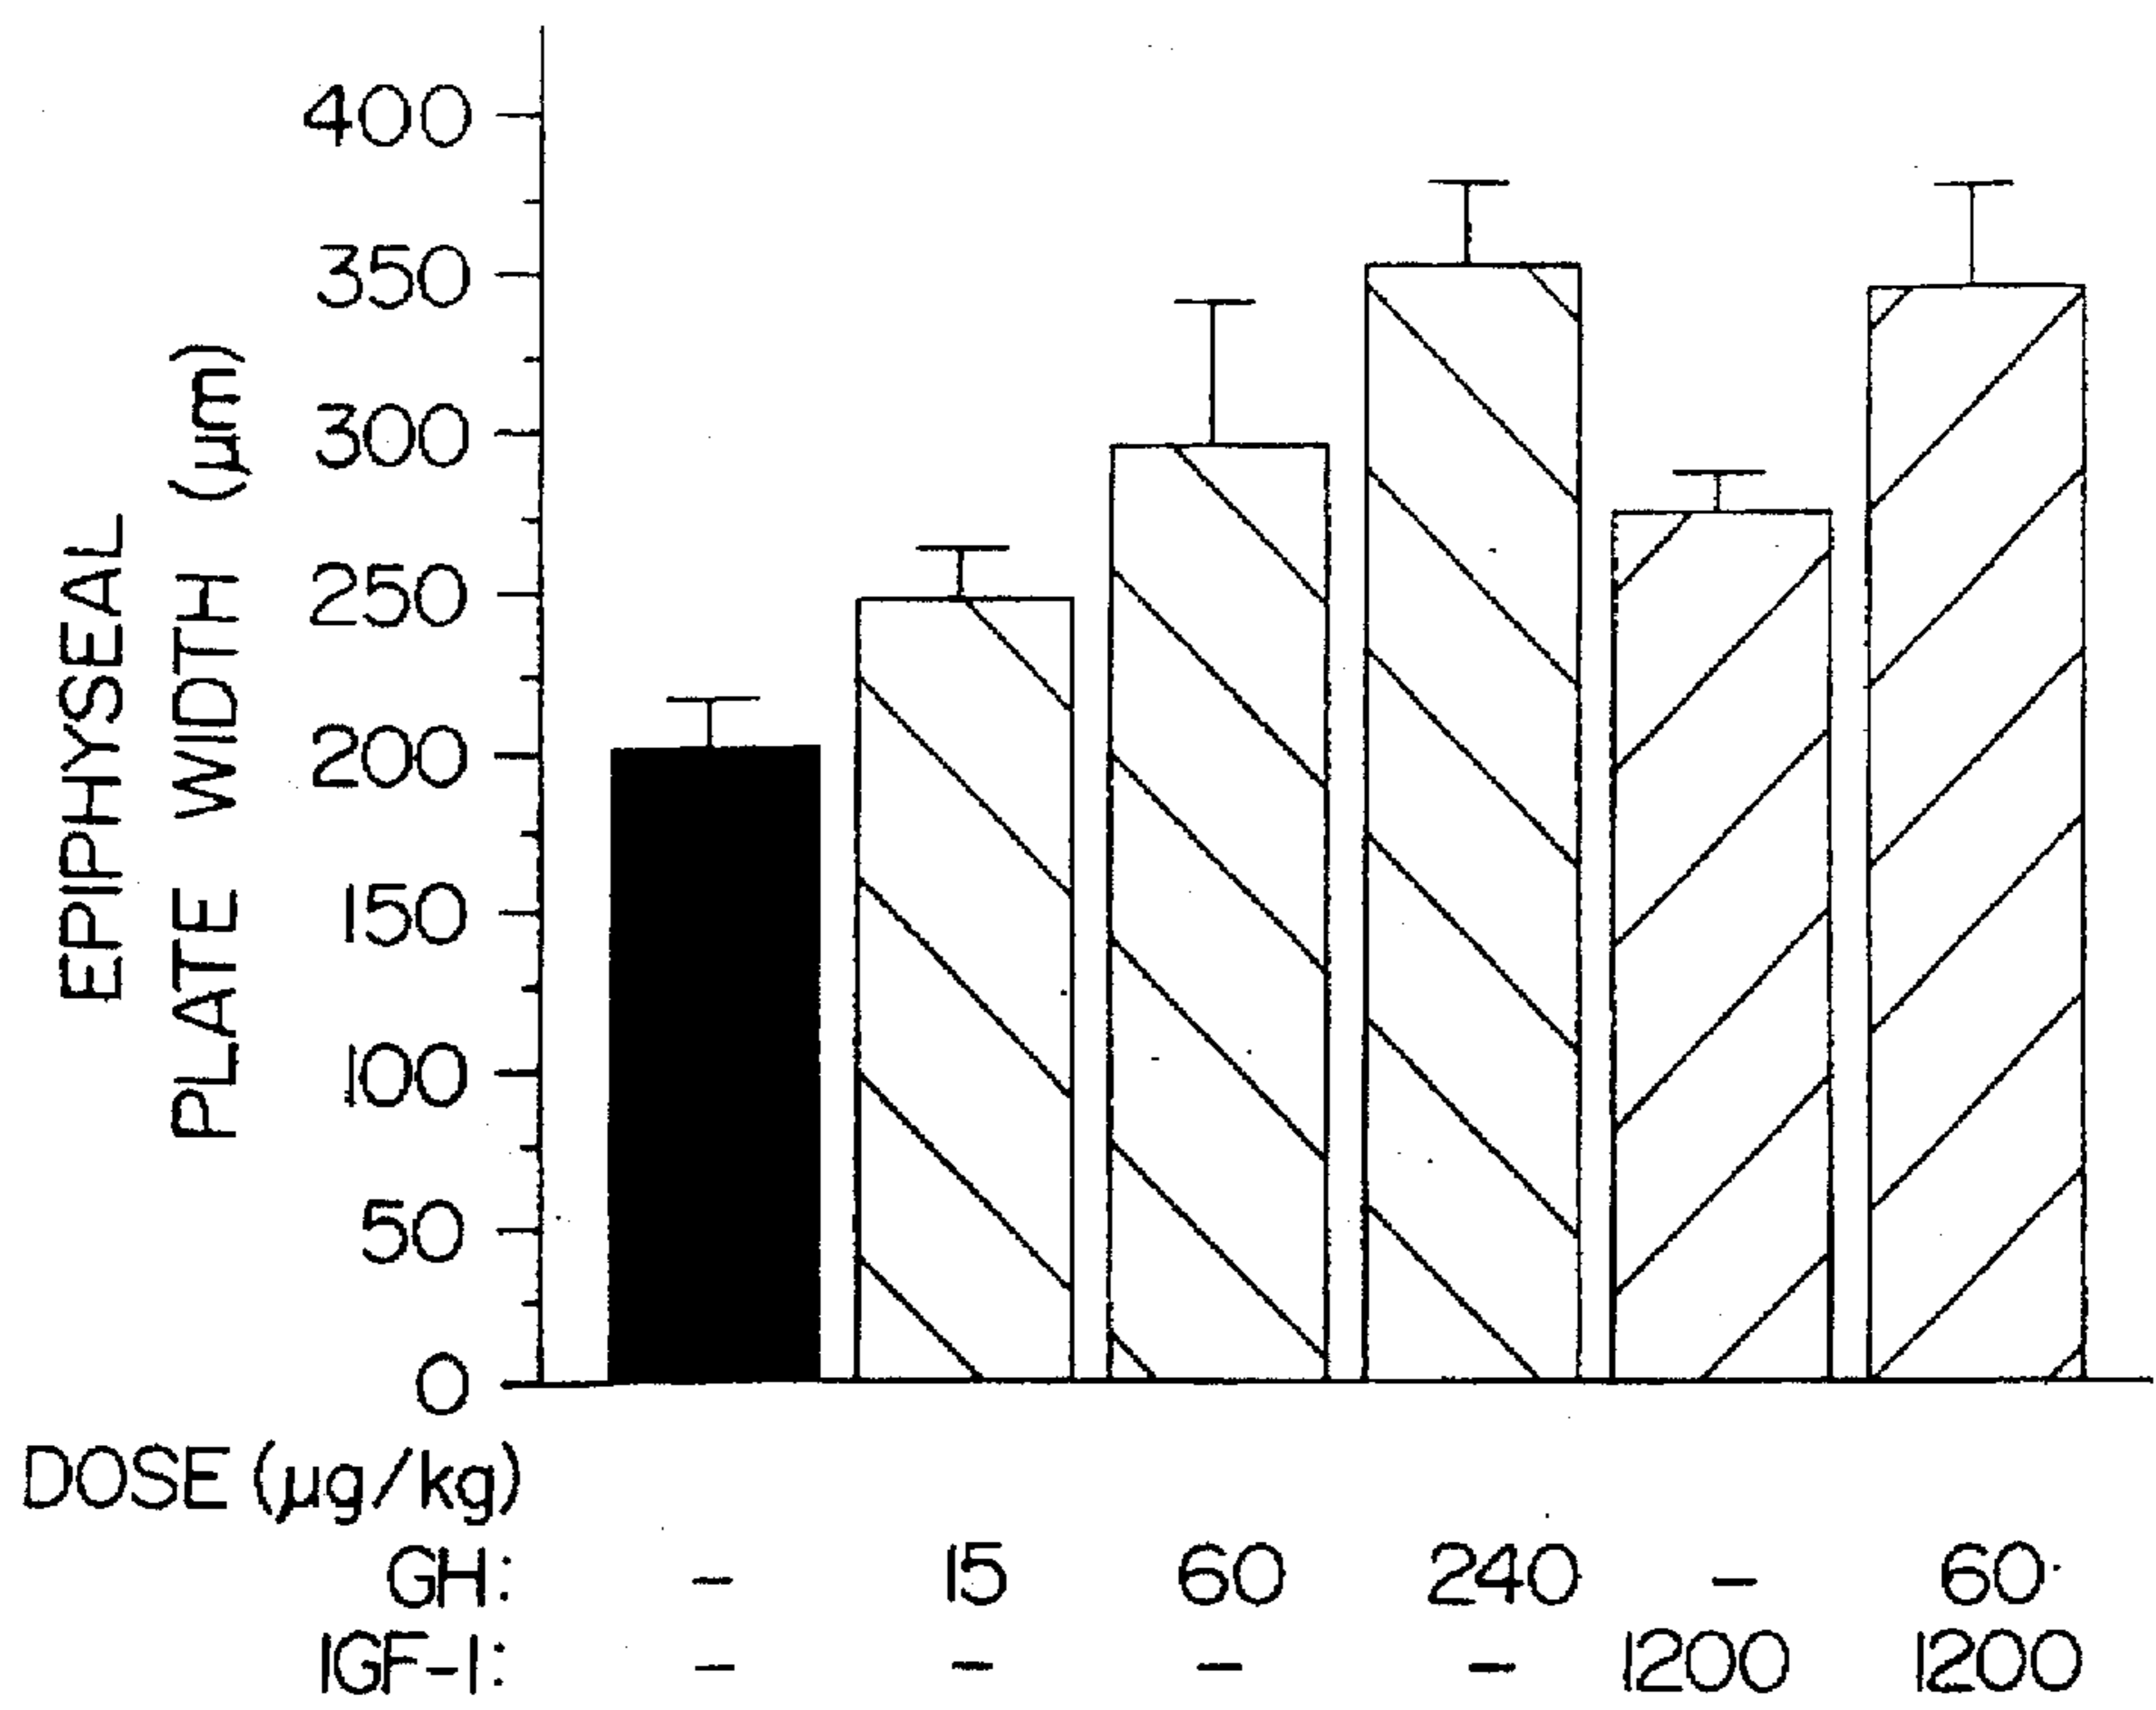 EPIPHYSEAL
PLATE WIDTH (μm)
400
350
300
250
200
150
100
50
0
DOSE (μg/kg)
GH: – 15 60 240 – 60
IGF-I: – – – – 1200 1200